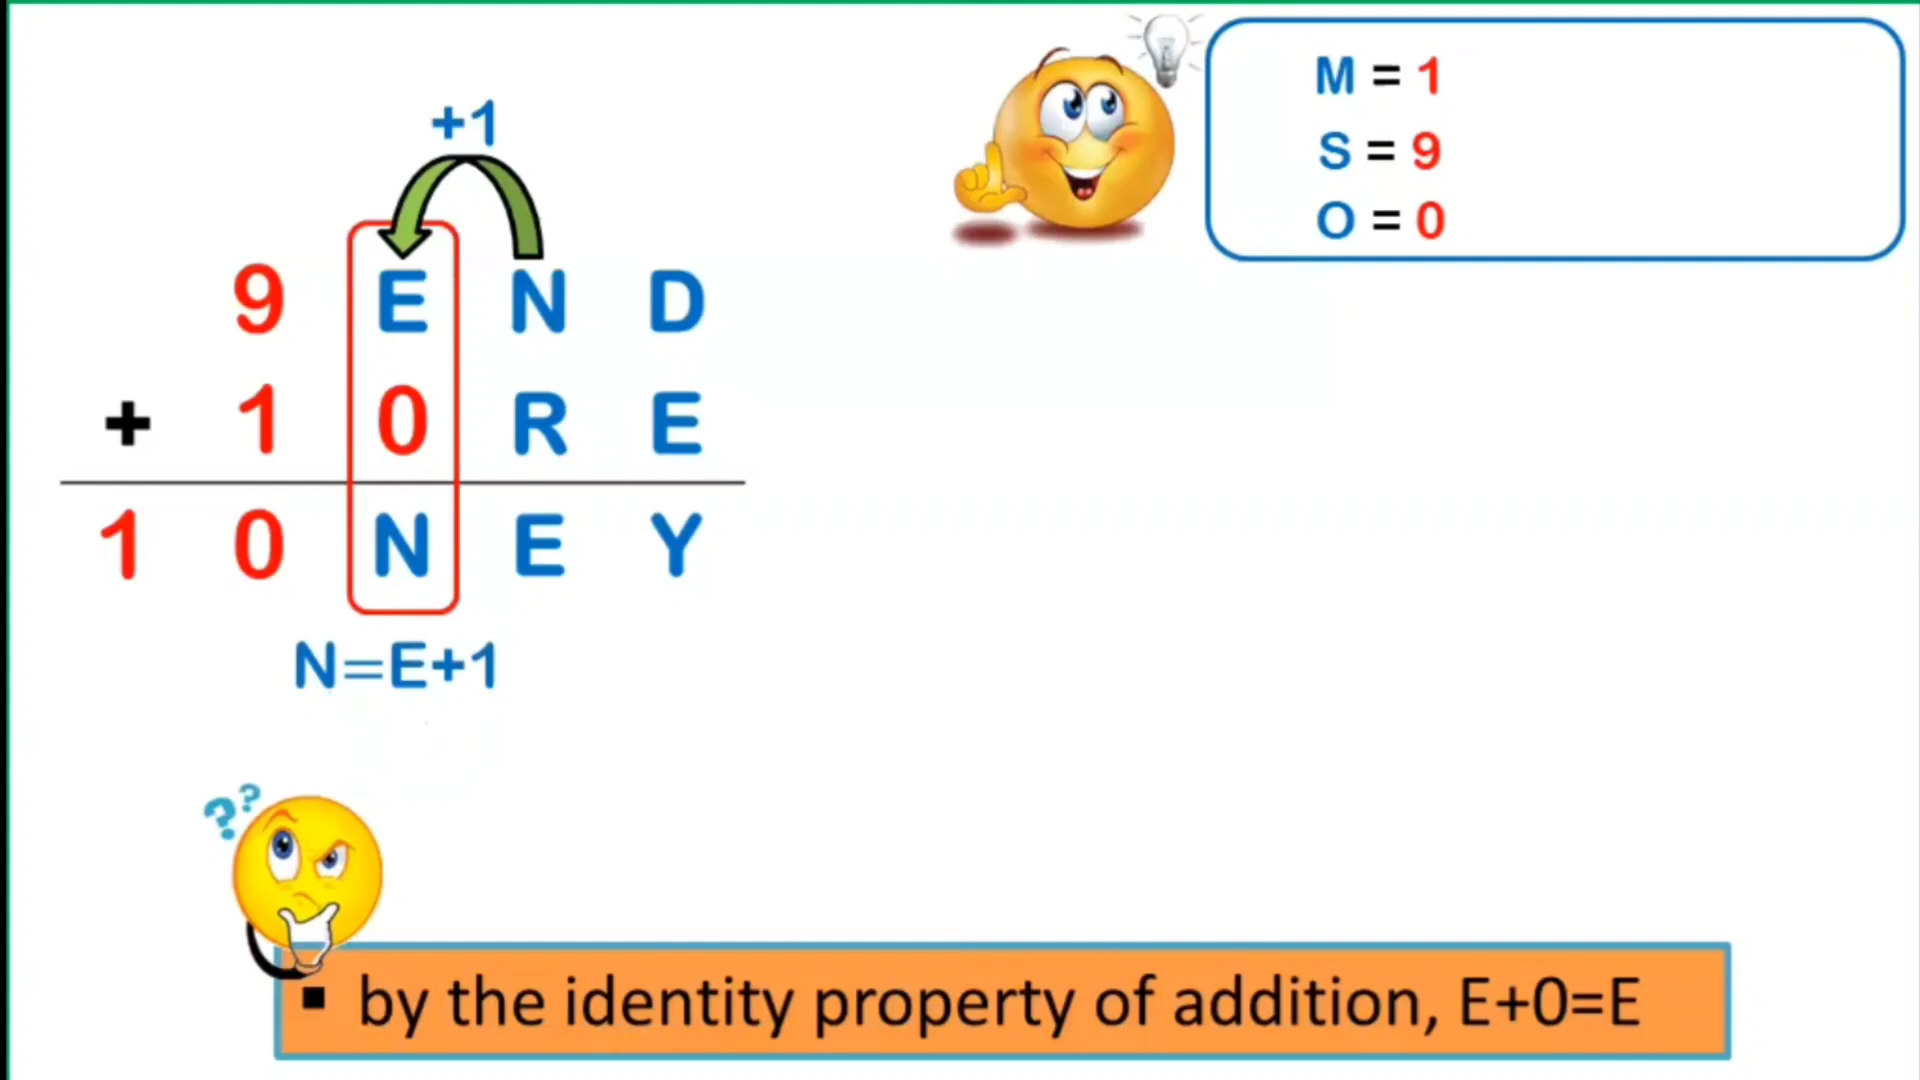 M = 1
S = 9
O = 0
+1
9 E N D
+ 1 0 R E
1 0 N E Y
N=E+1
? ?
▪ by the identity property of addition, E+0=E